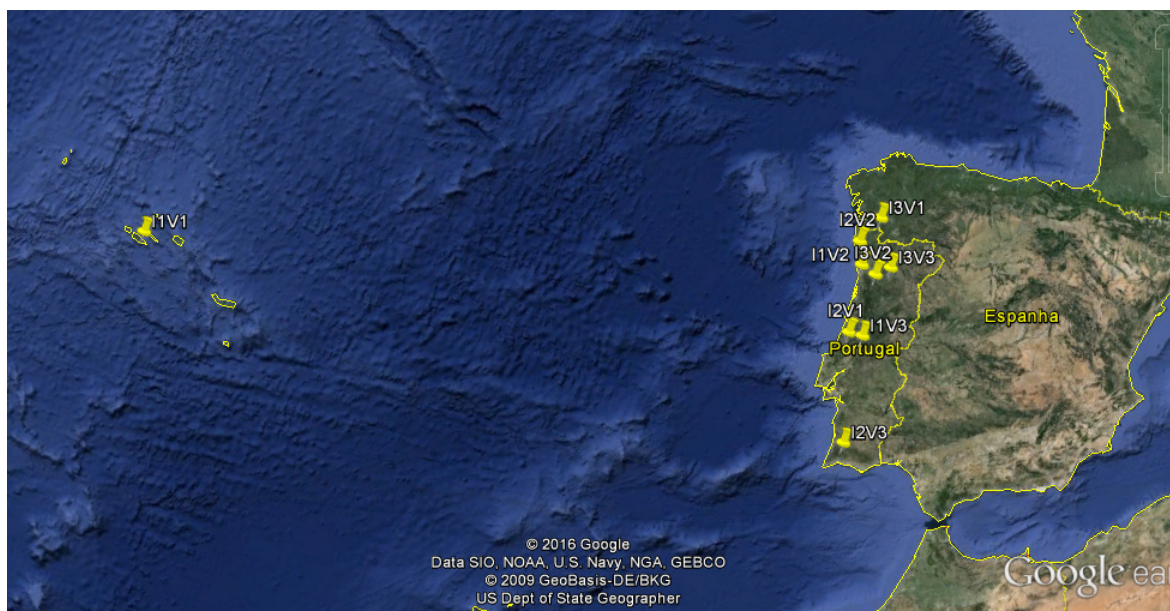 I1V1
I3V1
I2V2
I1V2
I3V2
I3V3
I2V1
I1V3
Espanha
Portugal
I2V3
© 2016 Google
Data SIO, NOAA, U.S. Navy, NGA, GEBCO
© 2009 GeoBasis-DE/BKG
US Dept of State Geographer
Google ea